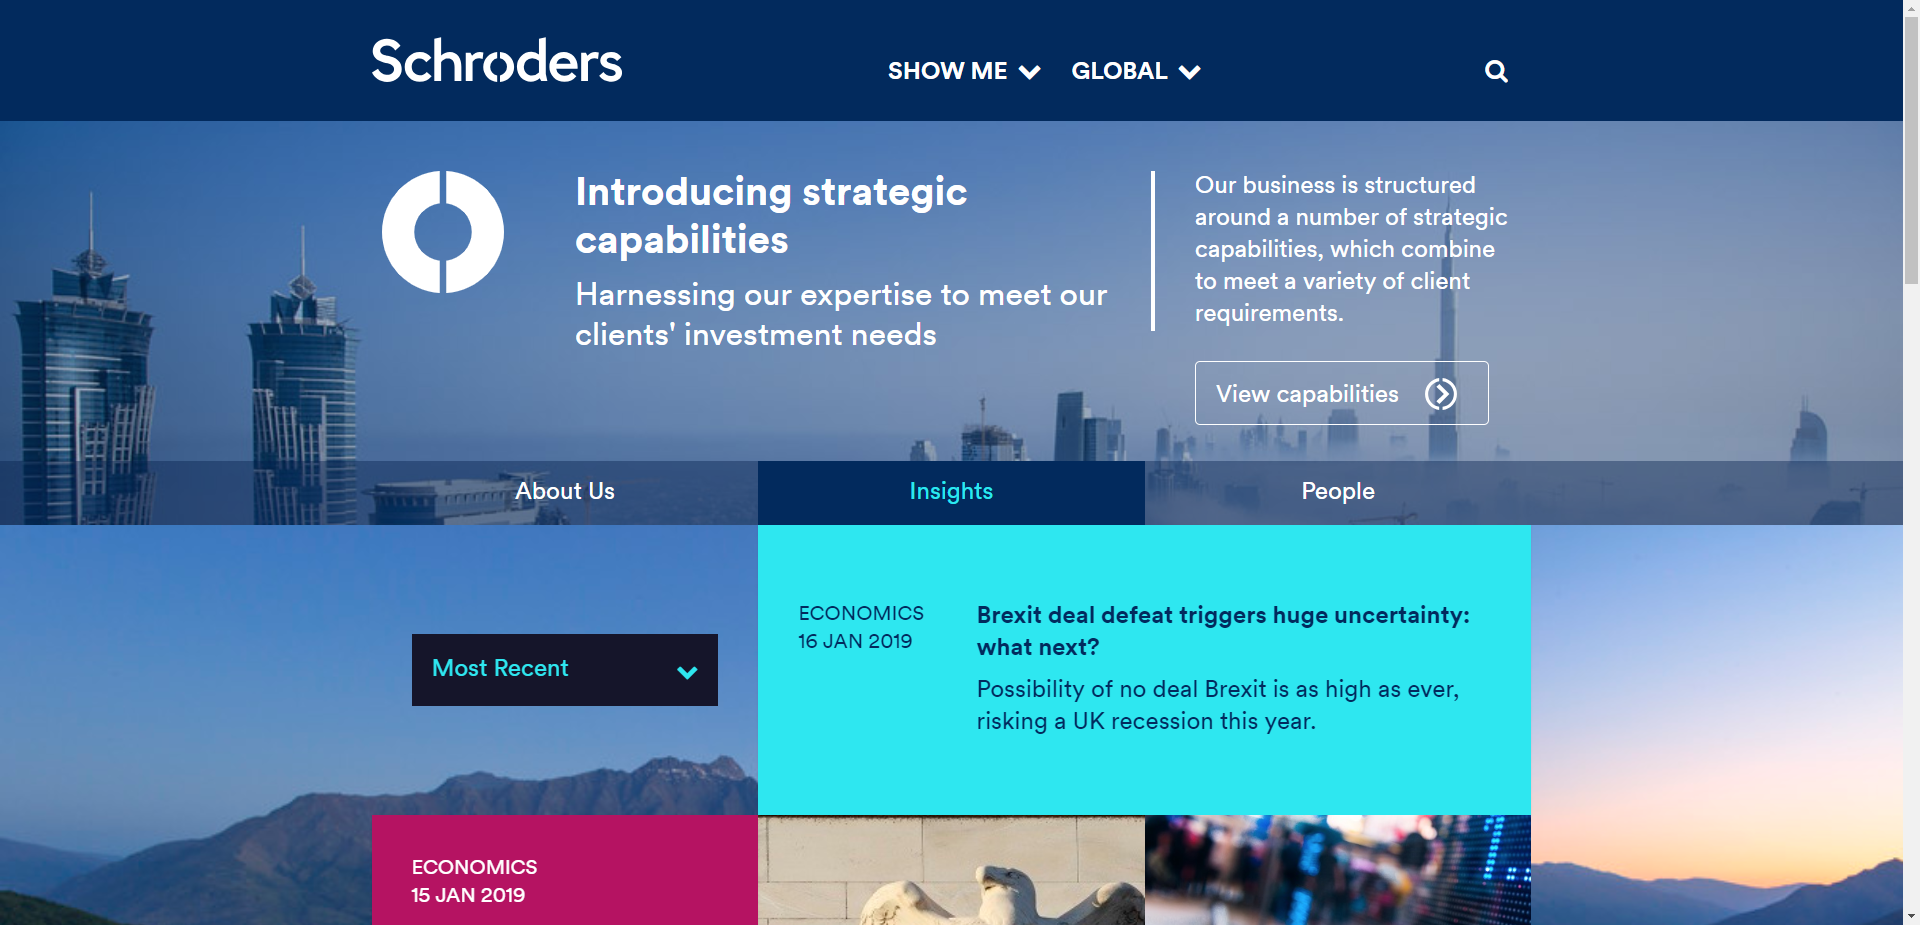 Schroders
SHOW ME
GLOBAL
Introducing strategic
capabilities
Harnessing our expertise to meet our
clients' investment needs
Our business is structured
around a number of strategic
capabilities, which combine
to meet a variety of client
requirements.
View capabilities
About Us
Insights
People
Most Recent
ECONOMICS
16 JAN 2019
Brexit deal defeat triggers huge uncertainty:
what next?
Possibility of no deal Brexit is as high as ever,
risking a UK recession this year.
ECONOMICS
15 JAN 2019